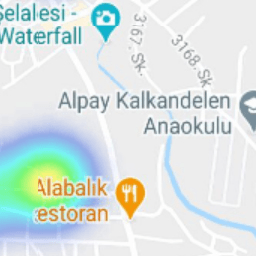 Şelalesi -
Waterfall
3167. Sk.
3168. Sk
Alpay Kalkandelen
Anaokulu
Alabalık
Restoran